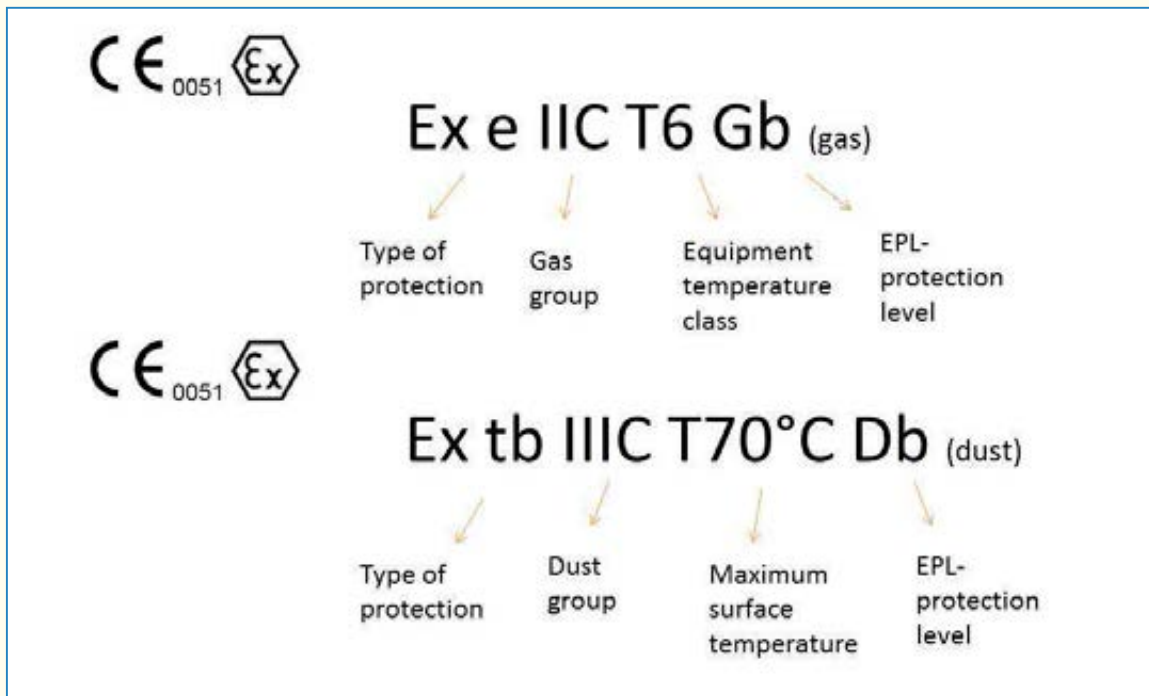 CE 0051 Ex
Ex e IIC T6 Gb (gas)
Type of
protection
Gas
group
Equipment
temperature
class
EPL-
protection
level
CE 0051 Ex
Ex tb IIIC T70°C Db (dust)
Type of
protection
Dust
group
Maximum
surface
temperature
EPL-
protection
level